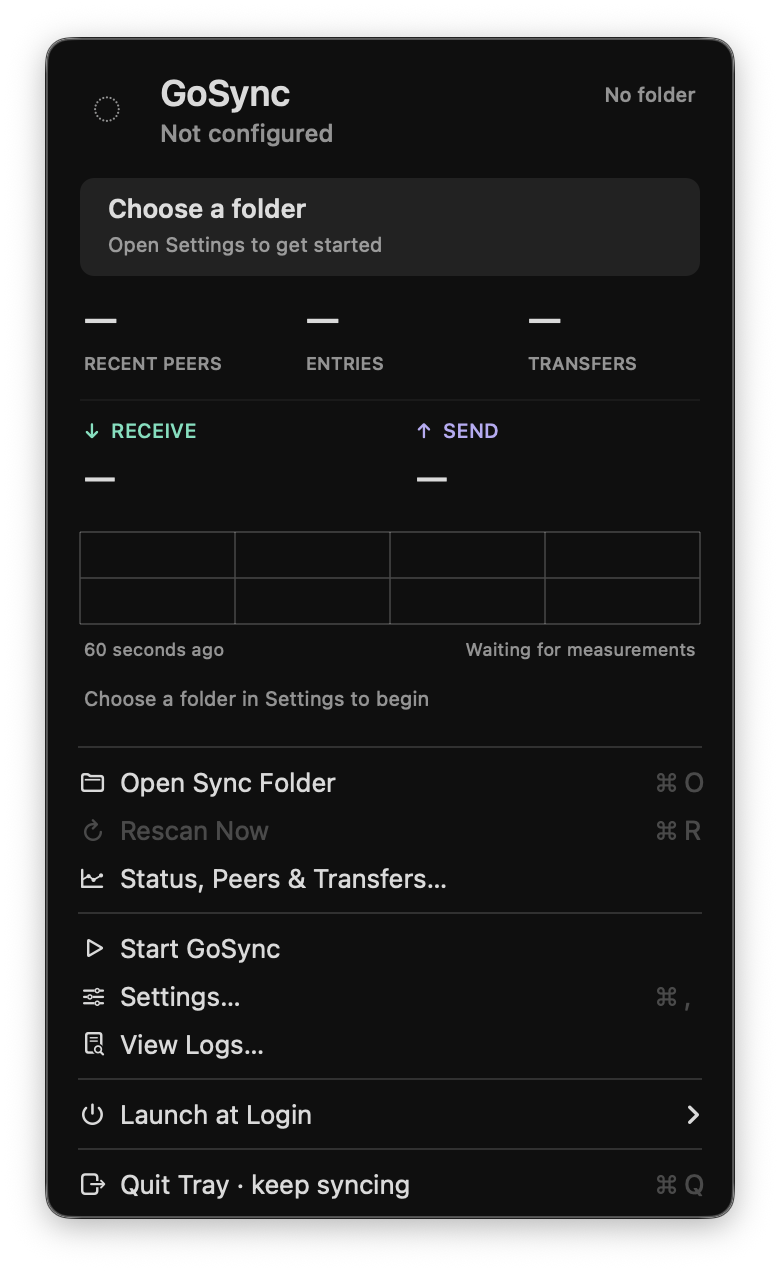 GoSync
No folder
Not configured
Choose a folder
Open Settings to get started
— — —
RECENT PEERS ENTRIES TRANSFERS
↓ RECEIVE ↑ SEND
— —
60 seconds ago Waiting for measurements
Choose a folder in Settings to begin
Open Sync Folder ⌘ O
Rescan Now ⌘ R
Status, Peers & Transfers...
Start GoSync
Settings... ⌘ ,
View Logs...
Launch at Login
Quit Tray · keep syncing ⌘ Q